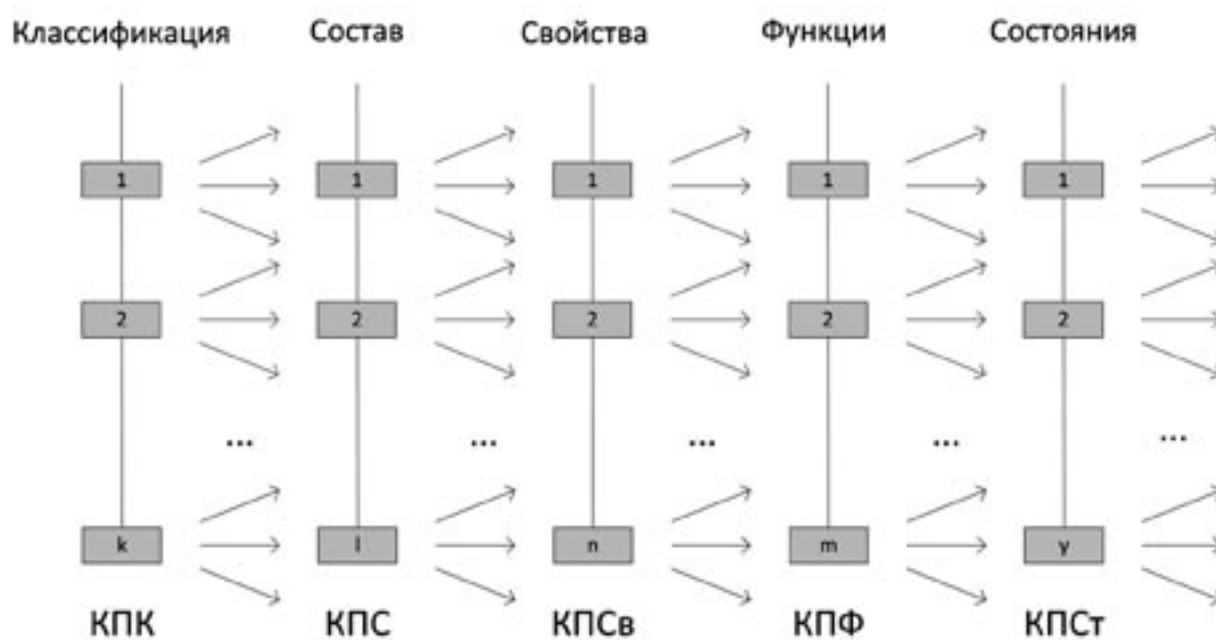 Классификация Состав Свойства Функции Состояния
1 1 1 1 1
2 2 2 2 2
... ... ... ... ...
k l n m y
КПК КПС КПСв КПФ КПСт